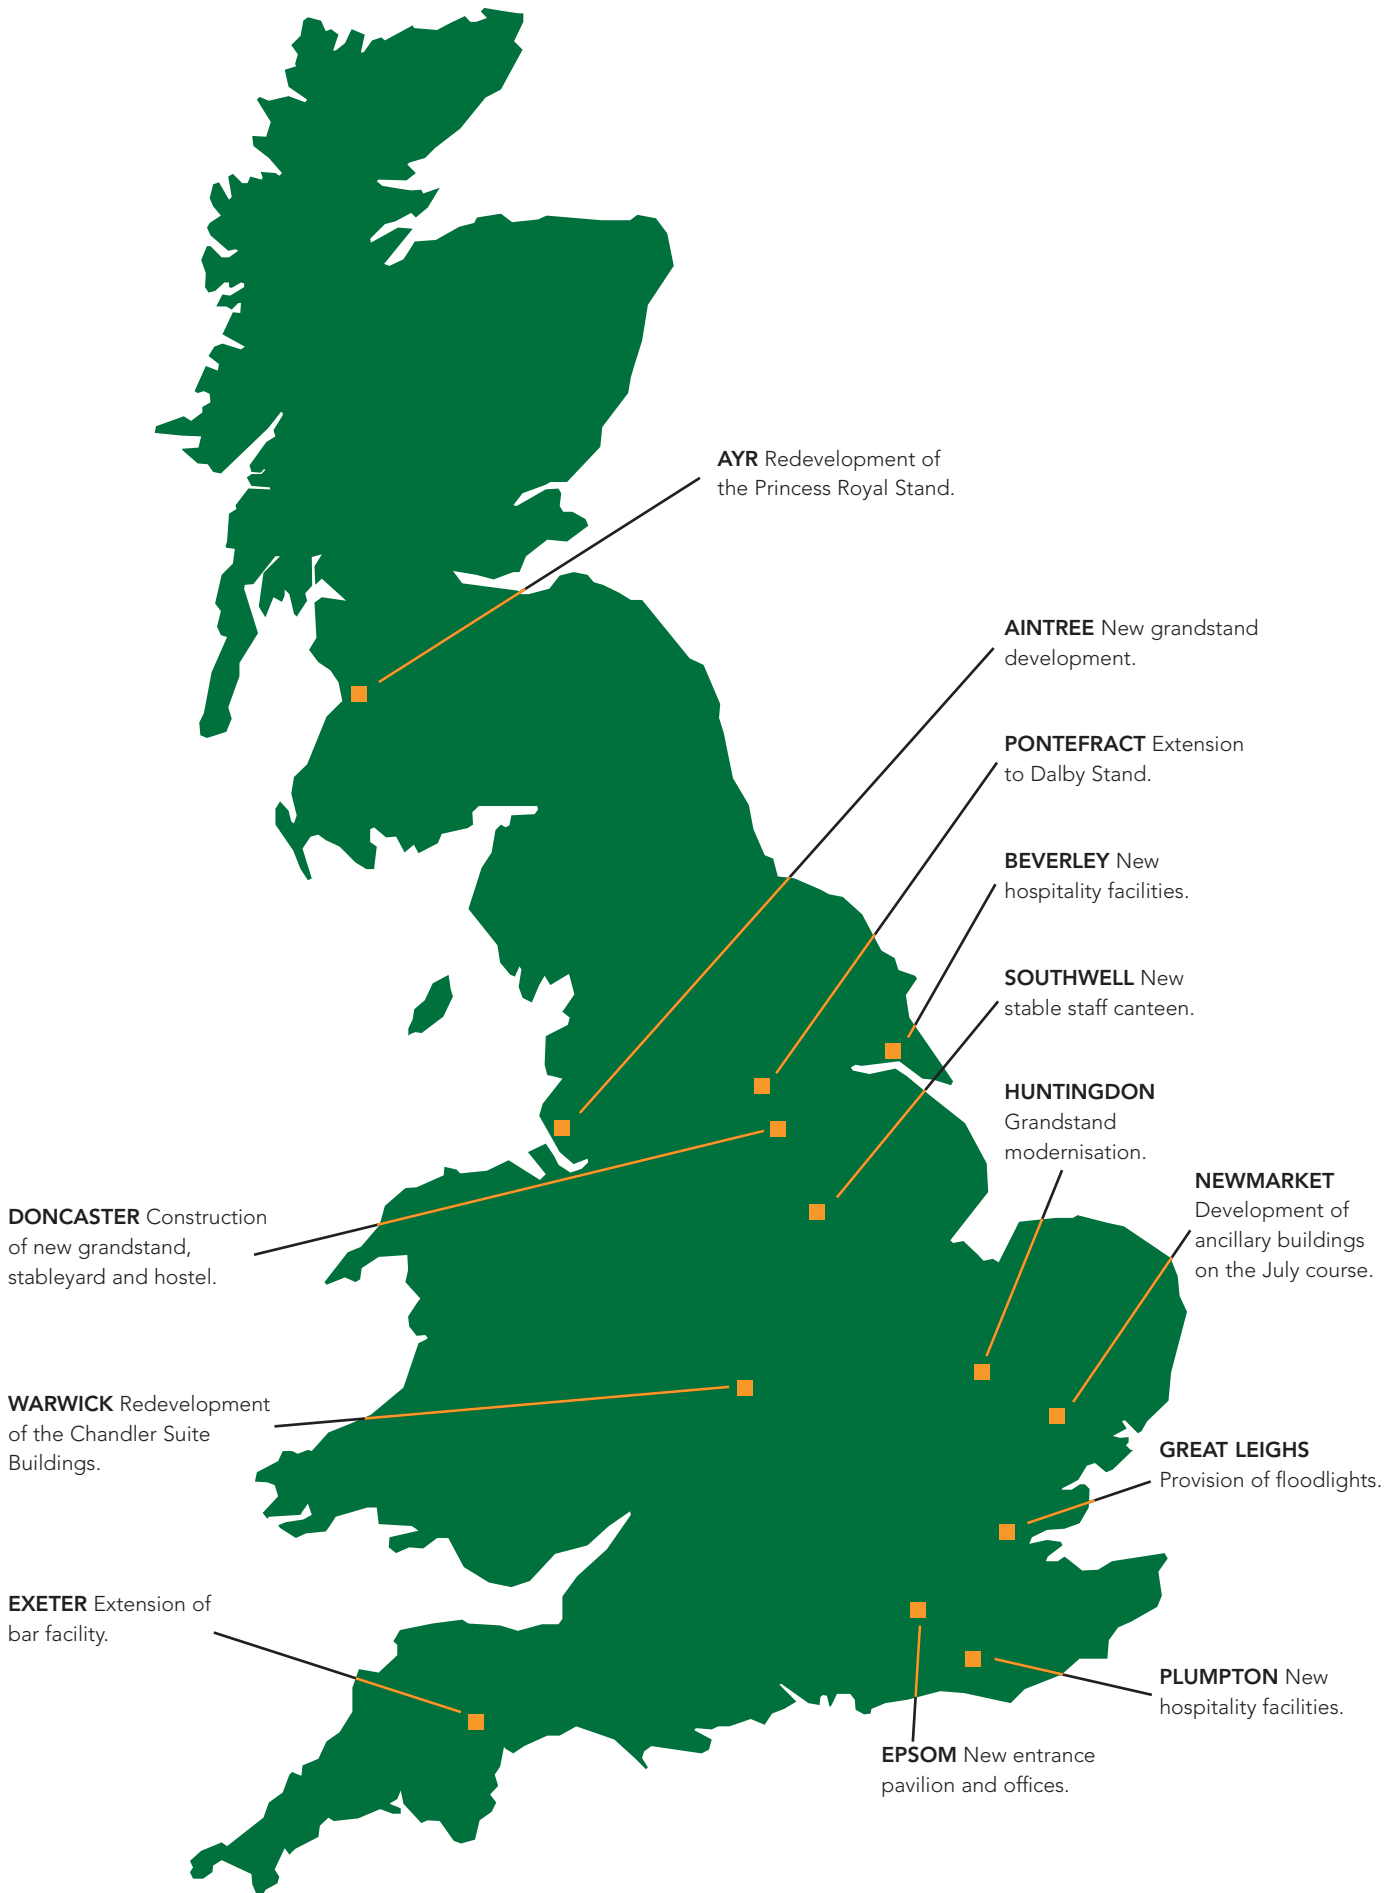 AYR Redevelopment of
the Princess Royal Stand.
AINTREE New grandstand
development.
PONTEFRACT Extension
to Dalby Stand.
BEVERLEY New
hospitality facilities.
SOUTHWELL New
stable staff canteen.
HUNTINGDON
Grandstand
modernisation.
NEWMARKET
Development of
ancillary buildings
on the July course.
DONCASTER Construction
of new grandstand,
stableyard and hostel.
WARWICK Redevelopment
of the Chandler Suite
Buildings.
GREAT LEIGHS
Provision of floodlights.
EXETER Extension of
bar facility.
PLUMPTON New
hospitality facilities.
EPSOM New entrance
pavilion and offices.